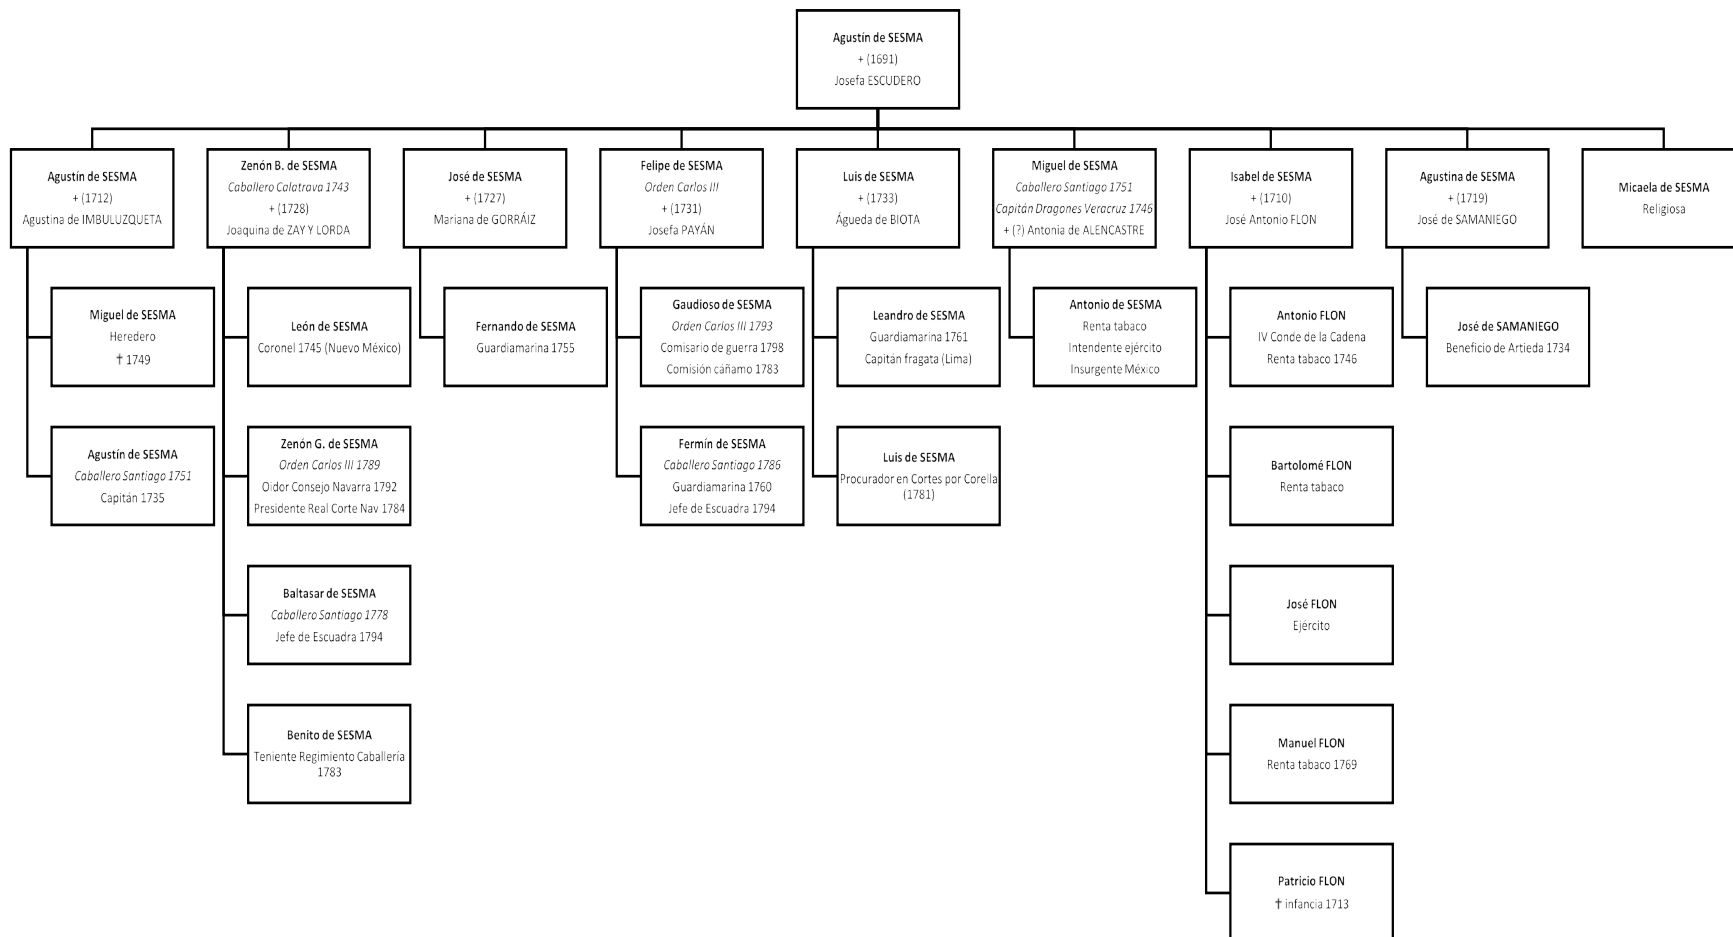 Agustín de SESMA
+ (1691)
Josefa ESCUDERO
Agustín de SESMA
+ (1712)
Agustina de IMBULUZQUETA
Zenón B. de SESMA
Caballero Calatrava 1743
+ (1728)
Joaquina de ZAY Y LORDA
José de SESMA
+ (1727)
Mariana de GORRÁIZ
Felipe de SESMA
Orden Carlos III
+ (1731)
Josefa PAYÁN
Luis de SESMA
+ (1733)
Águeda de BIOTA
Miguel de SESMA
Caballero Santiago 1751
Capitán Dragones Veracruz 1746
+ (?) Antonia de ALENCASTRE
Isabel de SESMA
+ (1710)
José Antonio FLON
Agustina de SESMA
+ (1719)
José de SAMANIEGO
Micaela de SESMA
Religiosa
Miguel de SESMA
Heredero
† 1749
León de SESMA
Coronel 1745 (Nuevo México)
Fernando de SESMA
Guardiamarina 1755
Gaudioso de SESMA
Orden Carlos III 1793
Comisario de guerra 1798
Comisión cáñamo 1783
Leandro de SESMA
Guardiamarina 1761
Capitán fragata (Lima)
Antonio de SESMA
Renta tabaco
Intendente ejército
Insurgente México
Antonio FLON
IV Conde de la Cadena
Renta tabaco 1746
José de SAMANIEGO
Beneficio de Artieda 1734
Agustín de SESMA
Caballero Santiago 1751
Capitán 1735
Zenón G. de SESMA
Orden Carlos III 1789
Oidor Consejo Navarra 1792
Presidente Real Corte Nav 1784
Fermín de SESMA
Caballero Santiago 1786
Guardiamarina 1760
Jefe de Escuadra 1794
Luis de SESMA
Procurador en Cortes por Corella
(1781)
Bartolomé FLON
Renta tabaco
Baltasar de SESMA
Caballero Santiago 1778
Jefe de Escuadra 1794
José FLON
Ejército
Benito de SESMA
Teniente Regimiento Caballería
1783
Manuel FLON
Renta tabaco 1769
Patricio FLON
† infancia 1713